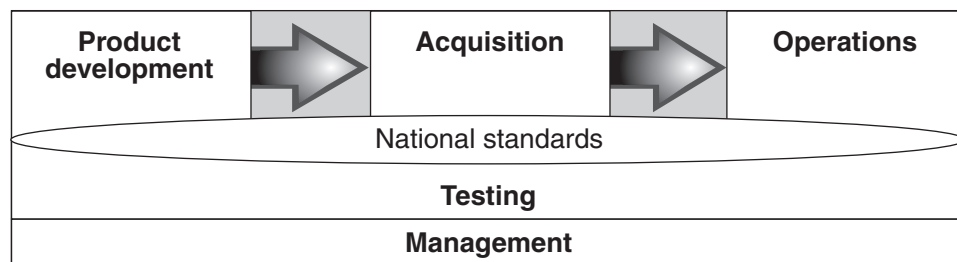 Product
development
Acquisition
Operations
National standards
Testing
Management